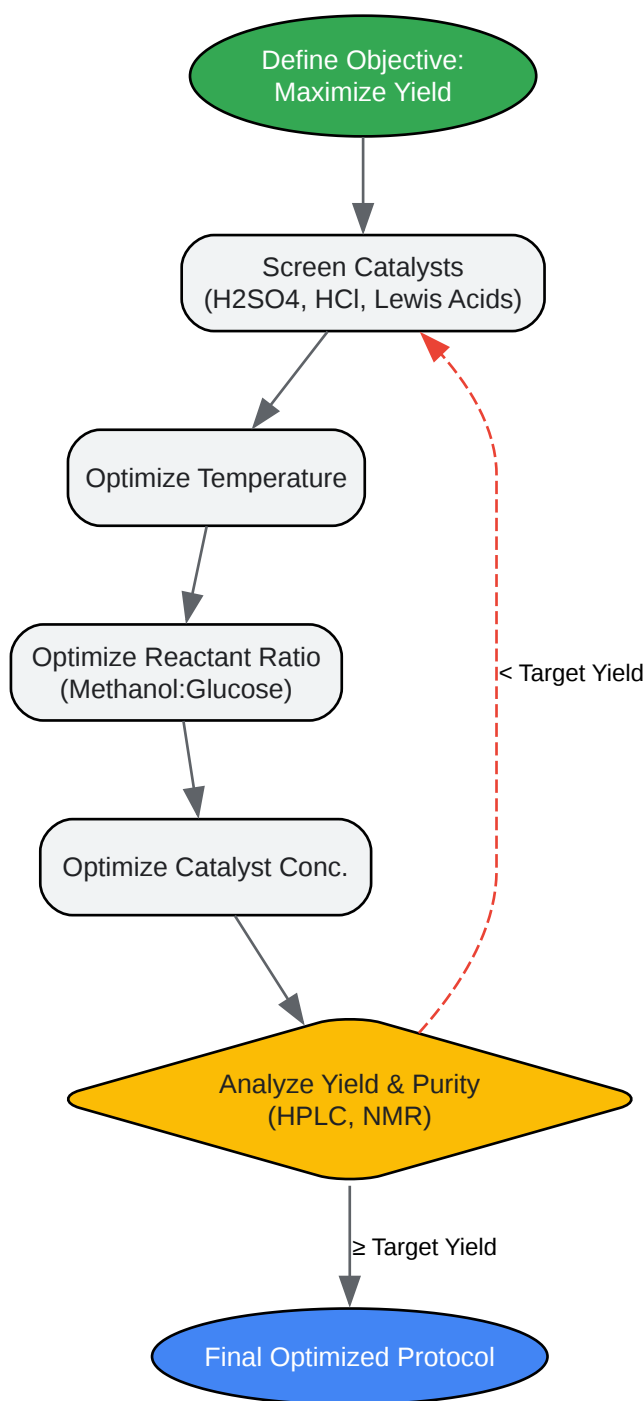 Define Objective:
Maximize Yield
Screen Catalysts
(H2SO4, HCl, Lewis Acids)
Optimize Temperature
Optimize Reactant Ratio
(Methanol:Glucose)
< Target Yield
Optimize Catalyst Conc.
Analyze Yield & Purity
(HPLC, NMR)
≥ Target Yield
Final Optimized Protocol